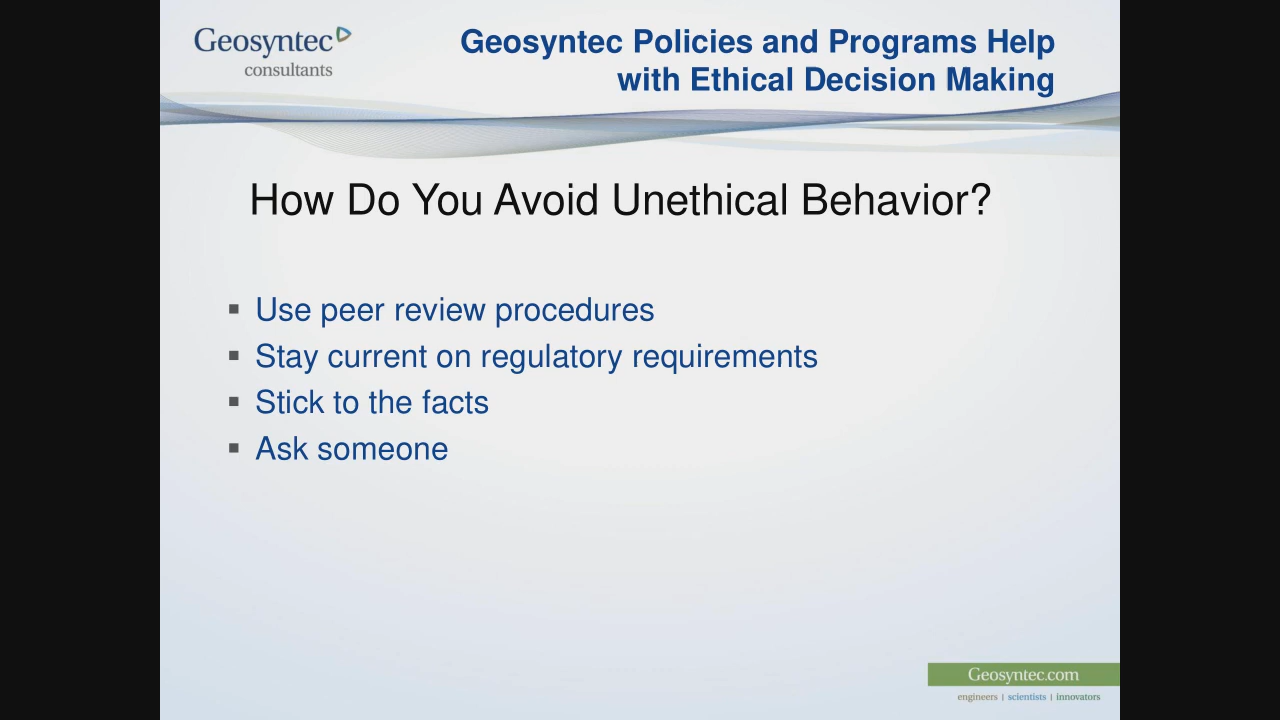 Geosyntec
consultants
Geosyntec Policies and Programs Help
with Ethical Decision Making
How Do You Avoid Unethical Behavior?
▪ Use peer review procedures
▪ Stay current on regulatory requirements
▪ Stick to the facts
▪ Ask someone
Geosyntec.com
engineers | scientists | innovators